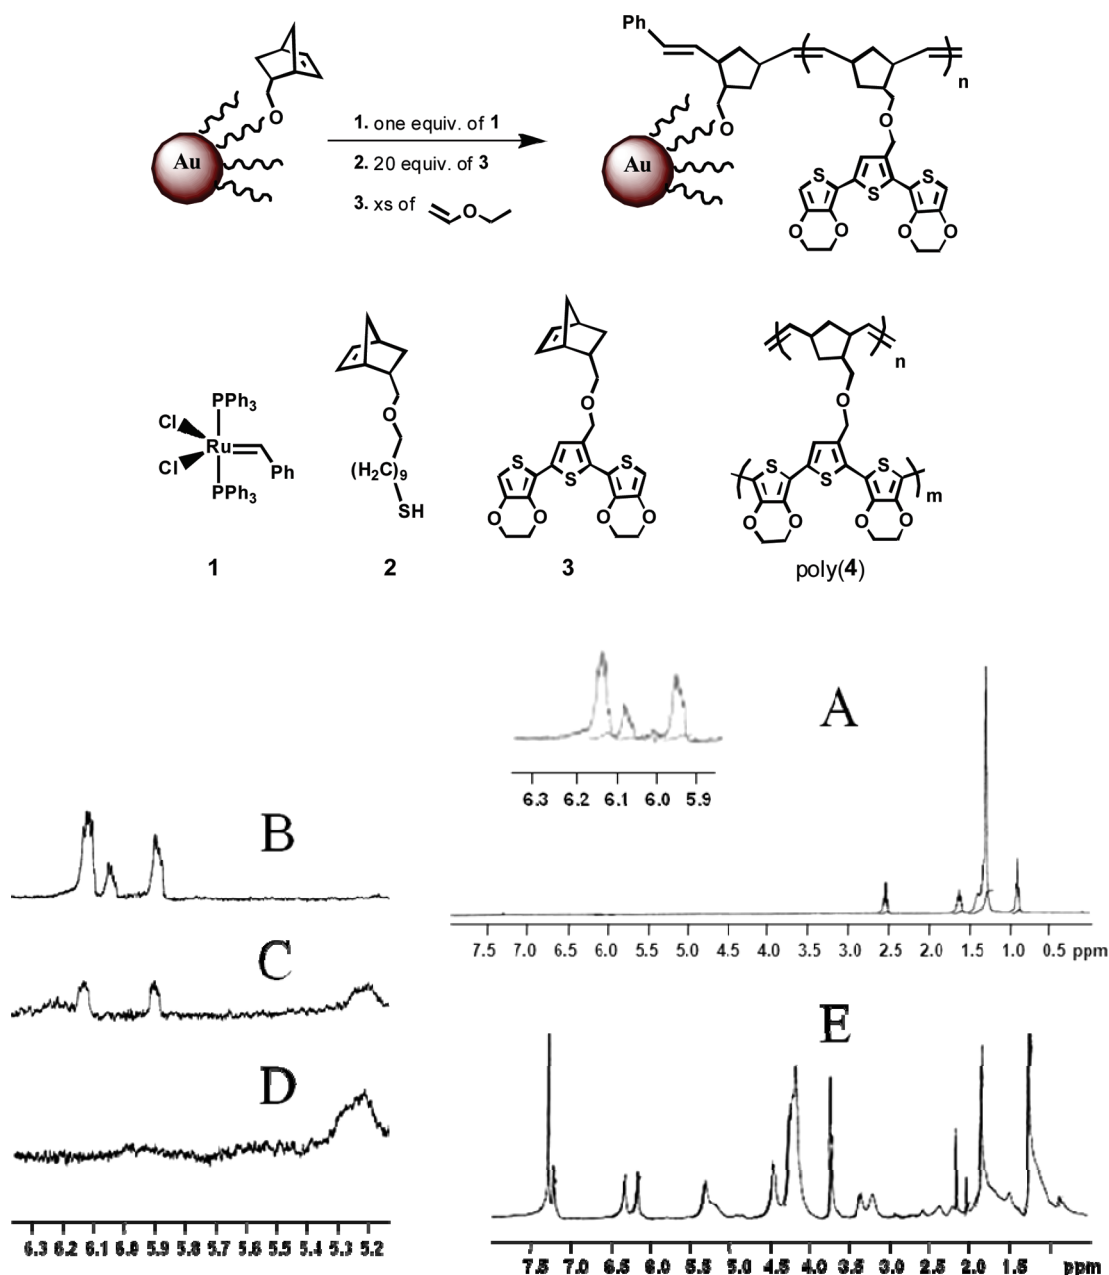 Ph
n
O
O
Au
1. one equiv. of 1
2. 20 equiv. of 3
3. xs of
O
O
Au
S
S
S
O
O
O
O
PPh3
Cl
Ru
Cl
Ph
PPh3
O
(H2C)9
SH
O
S
S
S
O
O
O
O
n
O
S
S
S
m
O
O
O
O
1
2
3
poly(4)
A
6.3 6.2 6.1 6.0 5.9
B
7.5 7.0 6.5 6.0 5.5 5.0 4.5 4.0 3.5 3.0 2.5 2.0 1.5 1.0 0.5 ppm
C
E
D
6.3 6.2 6.1 6.0 5.9 5.8 5.7 5.6 5.5 5.4 5.3 5.2
7.5 7.0 6.5 6.0 5.5 5.0 4.5 4.0 3.5 3.0 2.5 2.0 1.5 ppm